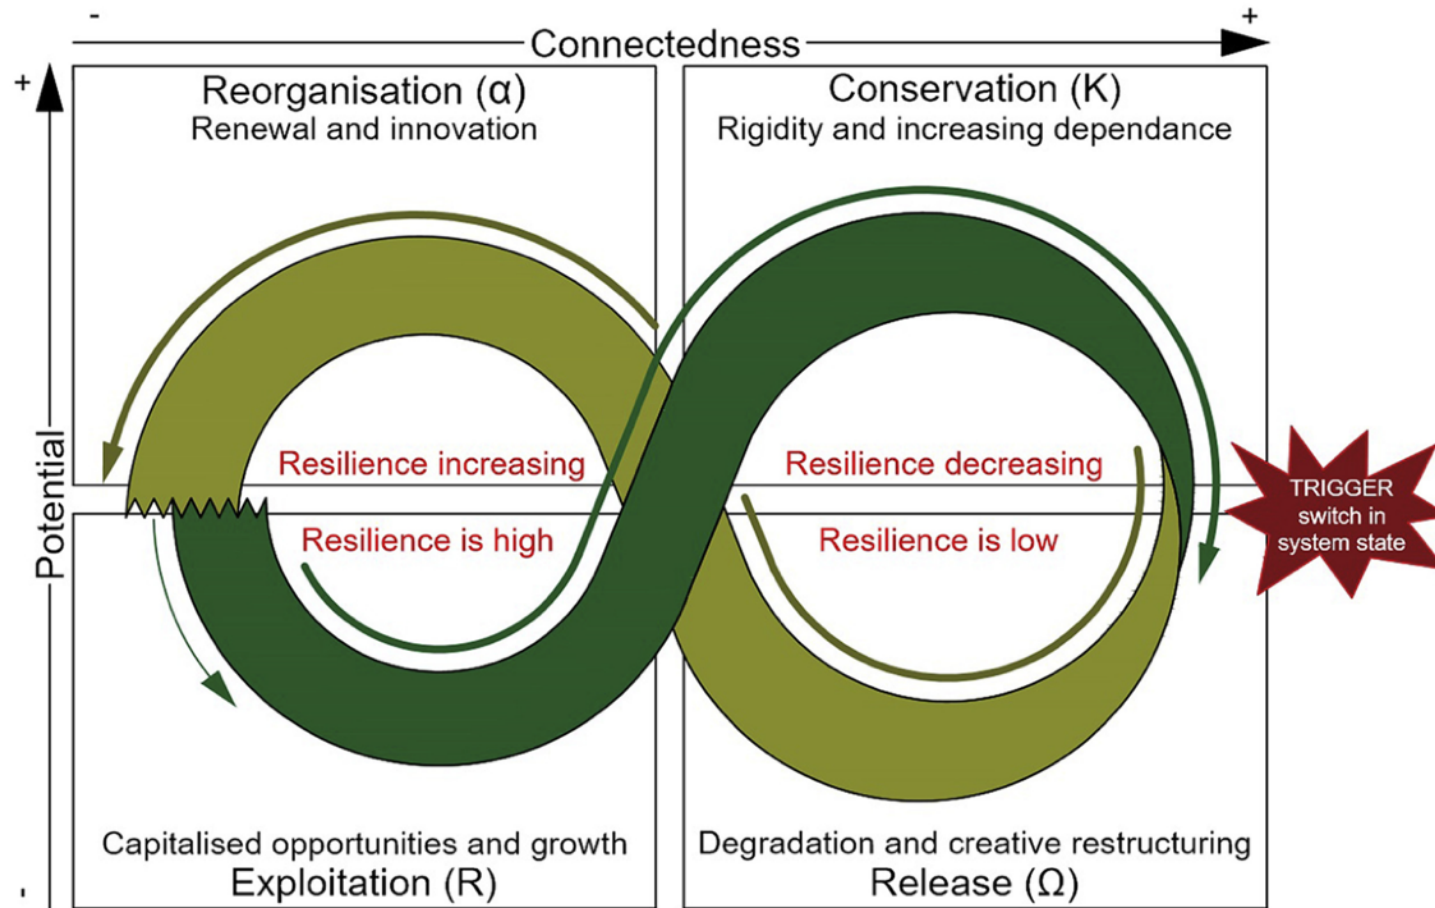 -
+
Connectedness
+
Reorganisation (α)
Renewal and innovation
Conservation (K)
Rigidity and increasing dependance
Potential
Resilience increasing
Resilience is high
Resilience decreasing
Resilience is low
TRIGGER
switch in
system state
Capitalised opportunities and growth
Exploitation (R)
Degradation and creative restructuring
Release (Ω)
-